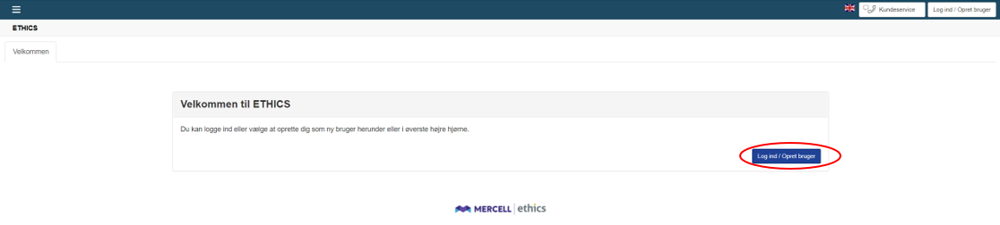 Kundeservice
Log ind / Opret bruger
ETHICS
Velkommen
Velkommen til ETHICS
Du kan logge ind eller vælge at oprette dig som ny bruger herunder eller i øverste højre hjørne.
Log ind / Opret bruger
MERCELL ethics